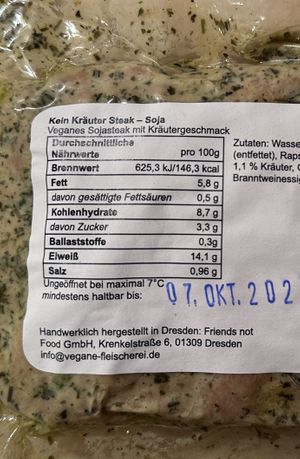 Kein Kräuter Steak – Soja
Veganes Sojasteak mit Kräutergeschmack
Durchschnittliche
Nährwerte pro 100g
Brennwert 625,3 kJ/146,3 kcal
Fett 5,8 g
davon gesättigte Fettsäuren 0,5 g
Kohlenhydrate 8,7 g
davon Zucker 3,3 g
Ballaststoffe 0,3g
Eiweiß 14,1 g
Salz 0,96 g
Ungeöffnet bei maximal 7°C
mindestens haltbar bis: 07. OKT. 202
Handwerklich hergestellt in Dresden: Friends not
Food GmbH, Krenkelstraße 6, 01309 Dresden
info@vegane-fleischerei.de
Zutaten: Wasse
(entfettet), Raps
1,1 % Kräuter,
Branntweinessig